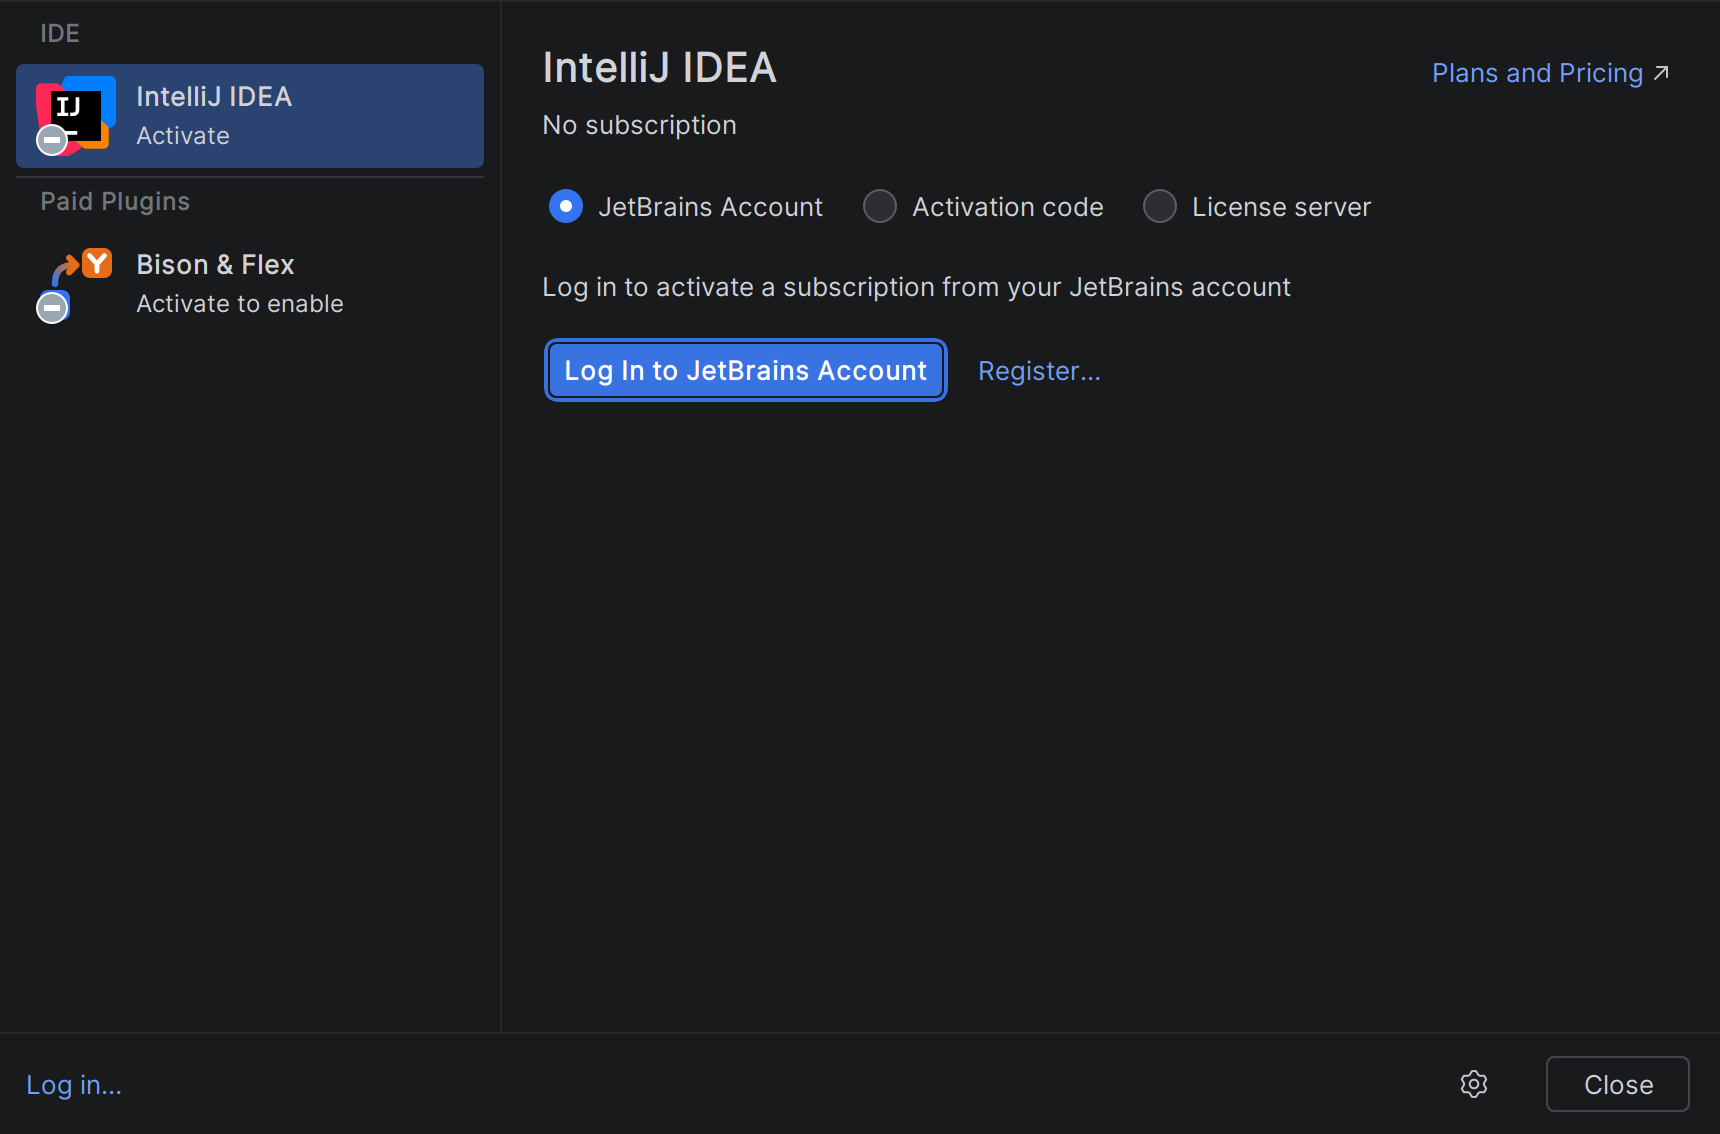 IDE
IntelliJ IDEA
Activate
Paid Plugins
Bison & Flex
Activate to enable
IntelliJ IDEA
Plans and Pricing
No subscription
JetBrains Account
Activation code
License server
Log in to activate a subscription from your JetBrains account
Log In to JetBrains Account
Register...
Log in...
Close